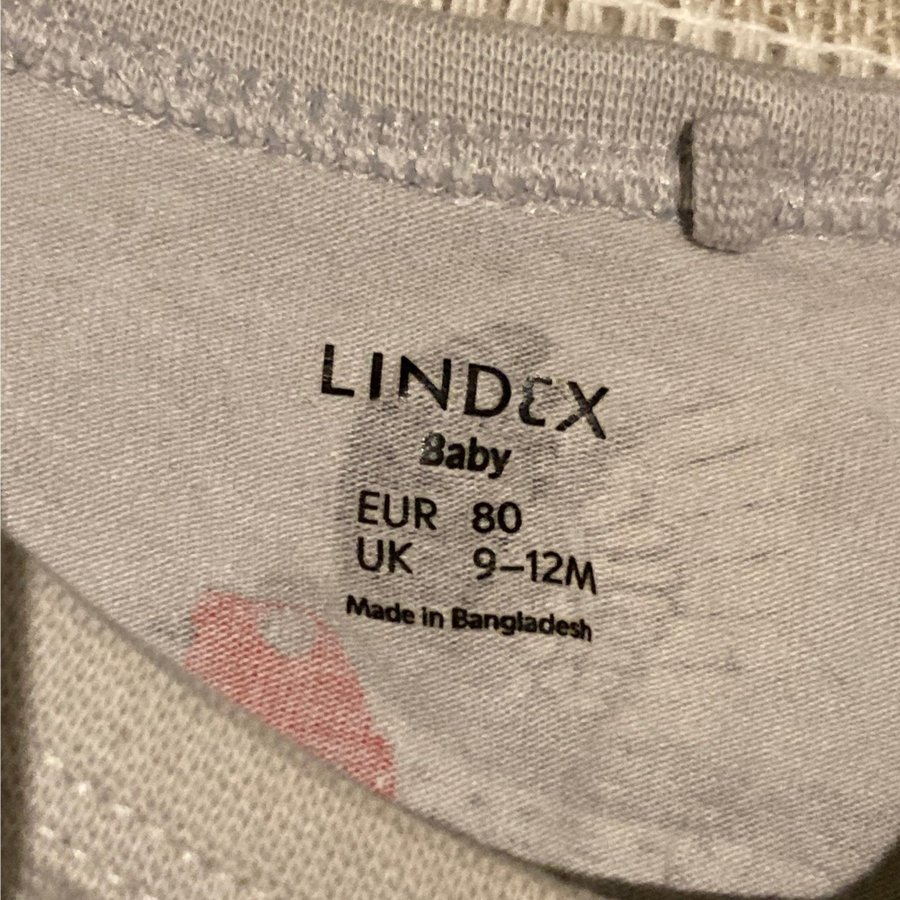 LINDEX
Baby
EUR 80
UK 9–12M
Made in Bangladesh